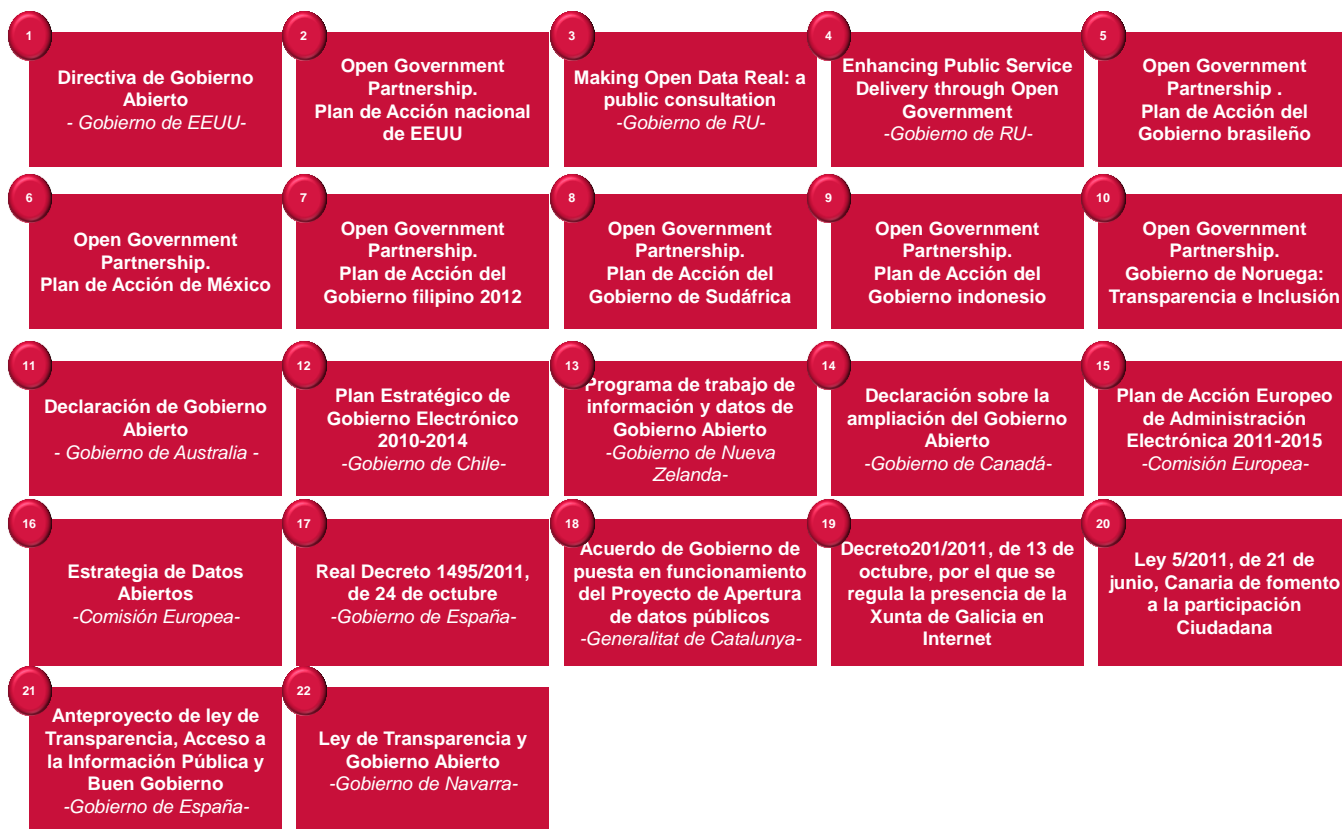 1
Directiva de Gobierno
Abierto
- Gobierno de EEUU-
2
Open Government
Partnership.
Plan de Acción nacional
de EEUU
3
Making Open Data Real: a
public consultation
-Gobierno de RU-
4
Enhancing Public Service
Delivery through Open
Government
-Gobierno de RU-
5
Open Government
Partnership .
Plan de Acción del
Gobierno brasileño
6
Open Government
Partnership.
Plan de Acción de México
7
Open Government
Partnership.
Plan de Acción del
Gobierno filipino 2012
8
Open Government
Partnership.
Plan de Acción del
Gobierno de Sudáfrica
9
Open Government
Partnership.
Plan de Acción del
Gobierno indonesio
10
Open Government
Partnership.
Gobierno de Noruega:
Transparencia e Inclusión
11
Declaración de Gobierno
Abierto
- Gobierno de Australia -
12
Plan Estratégico de
Gobierno Electrónico
2010-2014
-Gobierno de Chile-
13
Programa de trabajo de
información y datos de
Gobierno Abierto
-Gobierno de Nueva
Zelanda-
14
Declaración sobre la
ampliación del Gobierno
Abierto
-Gobierno de Canadá-
15
Plan de Acción Europeo
de Administración
Electrónica 2011-2015
-Comisión Europea-
16
Estrategia de Datos
Abiertos
-Comisión Europea-
17
Real Decreto 1495/2011,
de 24 de octubre
-Gobierno de España-
18
Acuerdo de Gobierno de
puesta en funcionamiento
del Proyecto de Apertura
de datos públicos
-Generalitat de Catalunya-
19
Decreto201/2011, de 13 de
octubre, por el que se
regula la presencia de la
Xunta de Galicia en
Internet
20
Ley 5/2011, de 21 de
junio, Canaria de fomento
a la participación
Ciudadana
21
Anteproyecto de ley de
Transparencia, Acceso a
la Información Pública y
Buen Gobierno
-Gobierno de España-
22
Ley de Transparencia y
Gobierno Abierto
-Gobierno de Navarra-